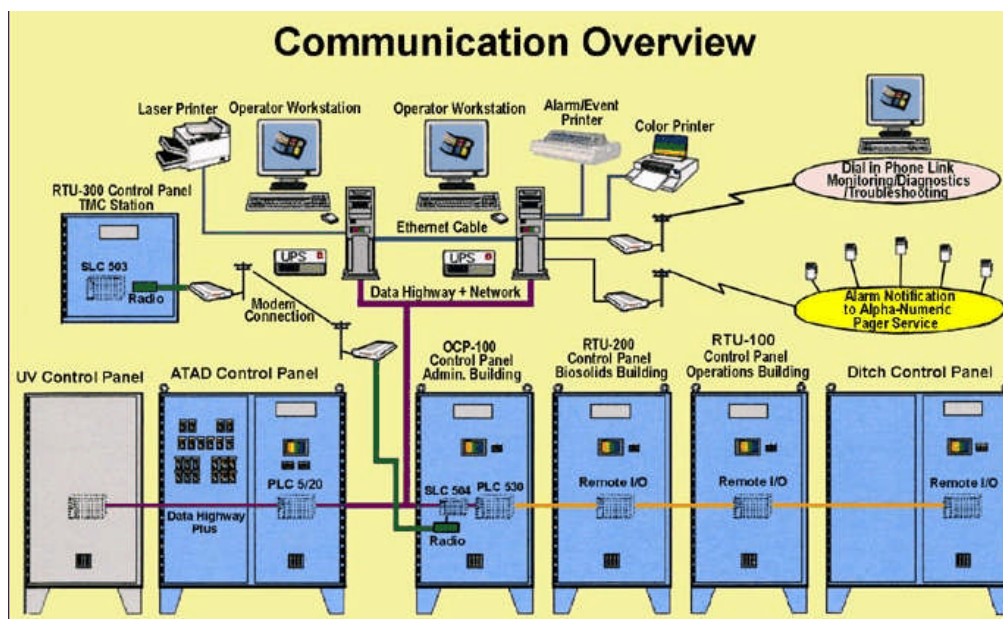 Communication Overview
Laser Printer
Operator Workstation
Operator Workstation
Alarm/Event
Printer
Color Printer
Dial in Phone Link
Monitoring/Diagnostics
/Troubleshooting
RTU-300 Control Panel
TMC Station
SLC 503
Radio
UPS
Ethernet Cable
UPS
Modem
Connection
Data Highway + Network
Alarm Notification
to Alpha-Numeric
Pager Service
UV Control Panel
ATAD Control Panel
OCP-100
Control Panel
Admin. Building
RTU-200
Control Panel
Biosolids Building
RTU-100
Control Panel
Operations Building
Ditch Control Panel
Data Highway
Plus
PLC 5/20
SLC 504
PLC 530
Radio
Remote I/O
Remote I/O
Remote I/O